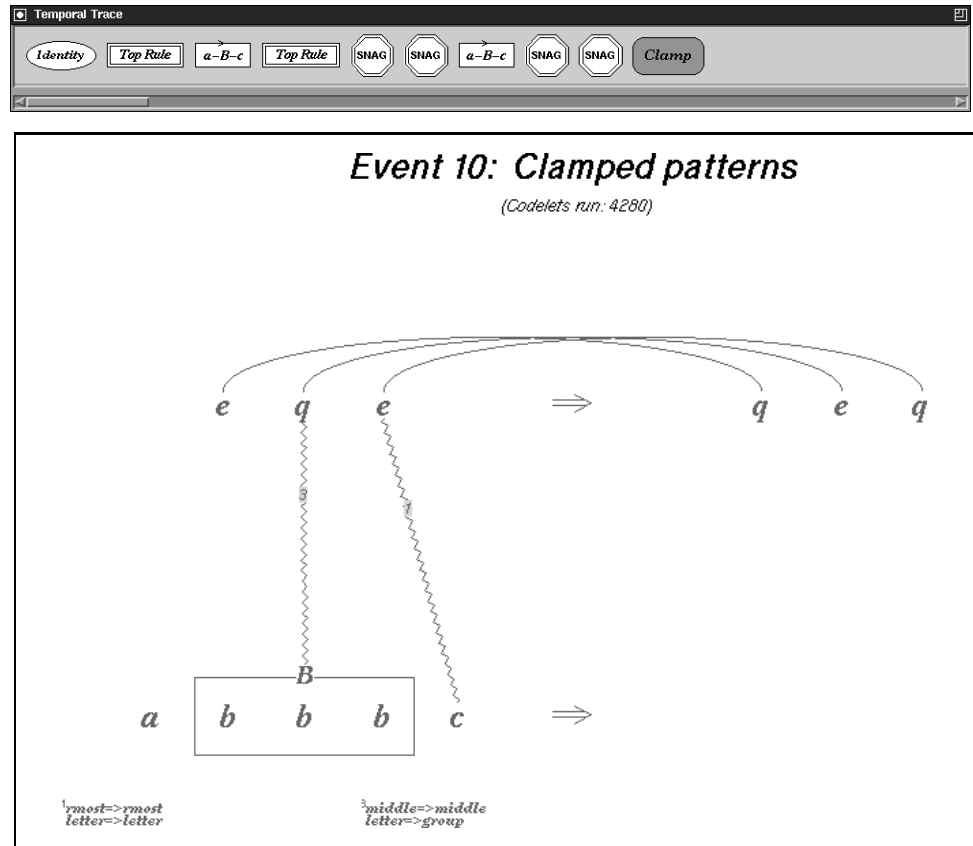 Temporal Trace
Identity Top Rule a–B–c Top Rule SNAG SNAG a–B–c SNAG SNAG Clamp
Event 10: Clamped patterns
(Codelets run: 4280)
e q e ⇒ q e q
3
1
B
a b b b c ⇒
1rmost=>rmost 3middle=>middle
letter=>letter letter=>group